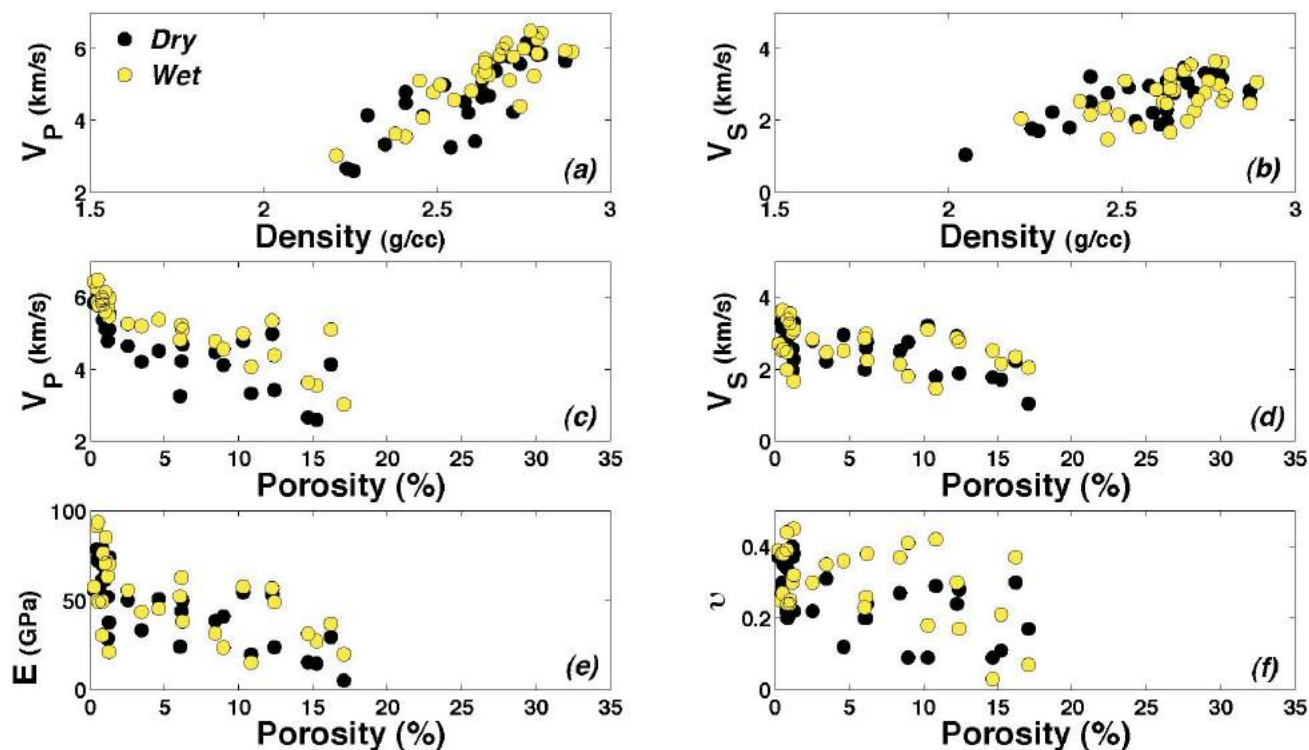 6
4
2
V_P (km/s)
Dry
Wet
(a)
1.5 2 2.5 3
Density (g/cc)
4
2
0
V_S (km/s)
(b)
1.5 2 2.5 3
Density (g/cc)
6
4
2
V_P (km/s)
(c)
0 5 10 15 20 25 30 35
Porosity (%)
4
2
0
V_S (km/s)
(d)
0 5 10 15 20 25 30 35
Porosity (%)
100
50
0
E (GPa)
(e)
0 5 10 15 20 25 30 35
Porosity (%)
0.4
0.2
0
υ
(f)
0 5 10 15 20 25 30 35
Porosity (%)